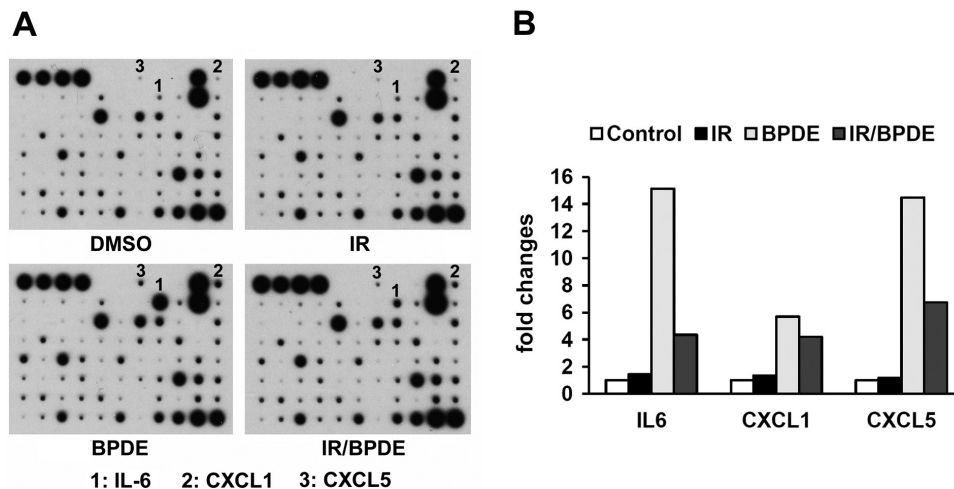 A
3
2
1
3
2
1
DMSO
IR
3
2
1
3
2
1
BPDE
IR/BPDE
1: IL-6 2: CXCL1 3: CXCL5
B
Control IR BPDE IR/BPDE
fold changes
16
14
12
10
8
6
4
2
0
IL6 CXCL1 CXCL5